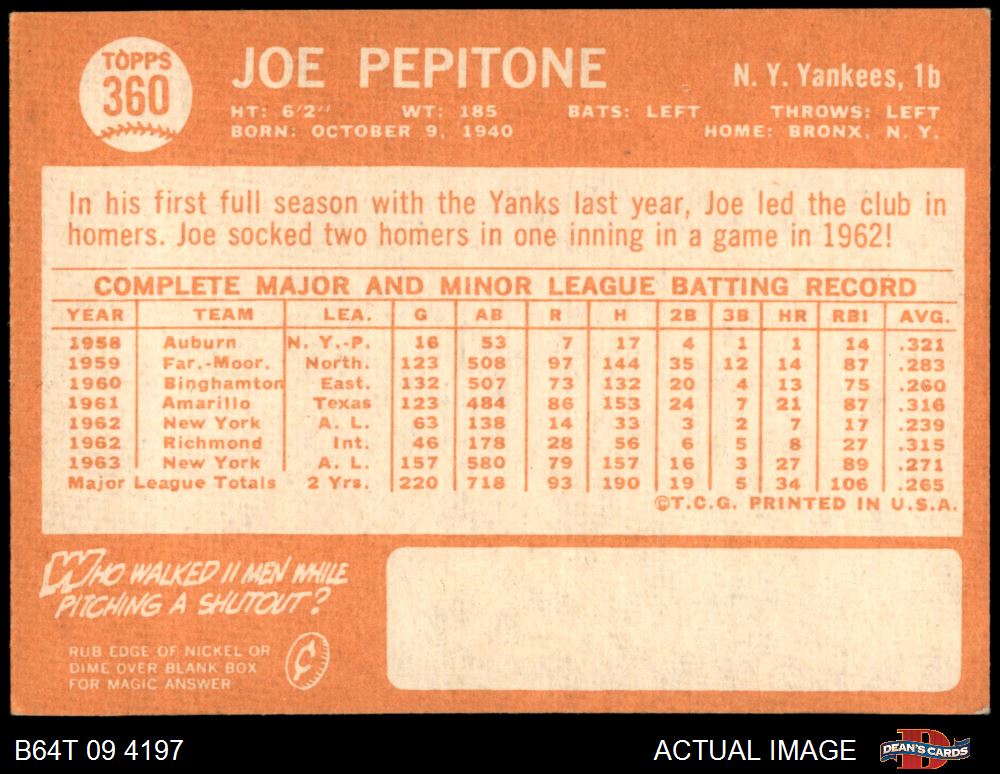 TOPPS
360
JOE PEPITONE
N. Y. Yankees, 1b
HT: 6'2" WT: 185 BATS: LEFT THROWS: LEFT
BORN: OCTOBER 9, 1940 HOME: BRONX, N. Y.
In his first full season with the Yanks last year, Joe led the club in
homers. Joe socked two homers in one inning in a game in 1962!
COMPLETE MAJOR AND MINOR LEAGUE BATTING RECORD
YEAR TEAM LEA. G AB R H 2B 3B HR RBI AVG.
1958 Auburn N. Y.-P. 16 53 7 17 4 1 1 14 .321
1959 Far.-Moor. North. 123 508 97 144 35 12 14 87 .283
1960 Binghamton East. 132 507 73 132 20 4 13 75 .260
1961 Amarillo Texas 123 484 86 153 24 7 21 87 .316
1962 New York A. L. 63 138 14 33 3 2 7 17 .239
1962 Richmond Int. 46 178 28 56 6 5 8 27 .315
1963 New York A. L. 157 580 79 157 16 3 27 89 .271
Major League Totals 2 Yrs. 220 718 93 190 19 5 34 106 .265
©T.C.G. PRINTED IN U.S.A.
WHO WALKED 11 MEN WHILE
PITCHING A SHUTOUT?
RUB EDGE OF NICKEL OR
DIME OVER BLANK BOX
FOR MAGIC ANSWER
¢
B64T 09 4197
ACTUAL IMAGE
D
DEAN'S CARDS